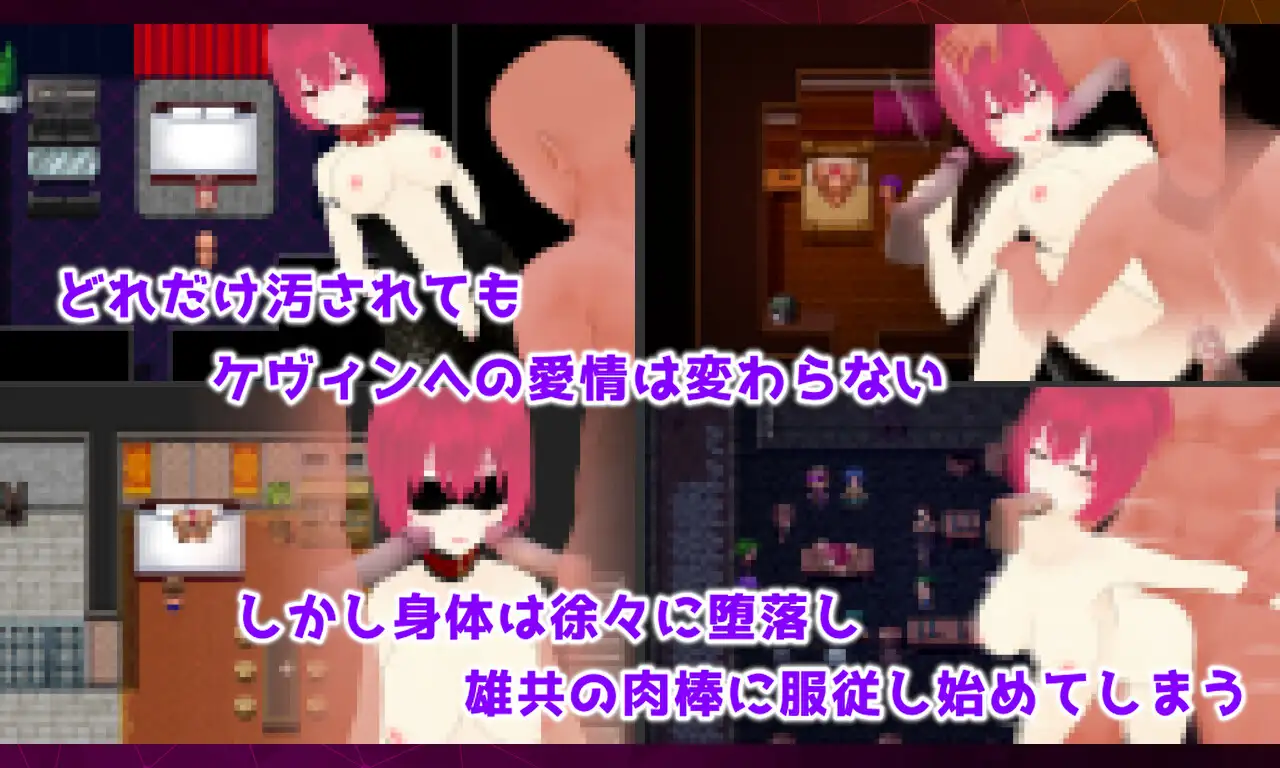 どれだけ汚されても
ケヴィンへの愛情は変わらない
しかし身体は徐々に堕落し
雄共の肉棒に服従し始めてしまう